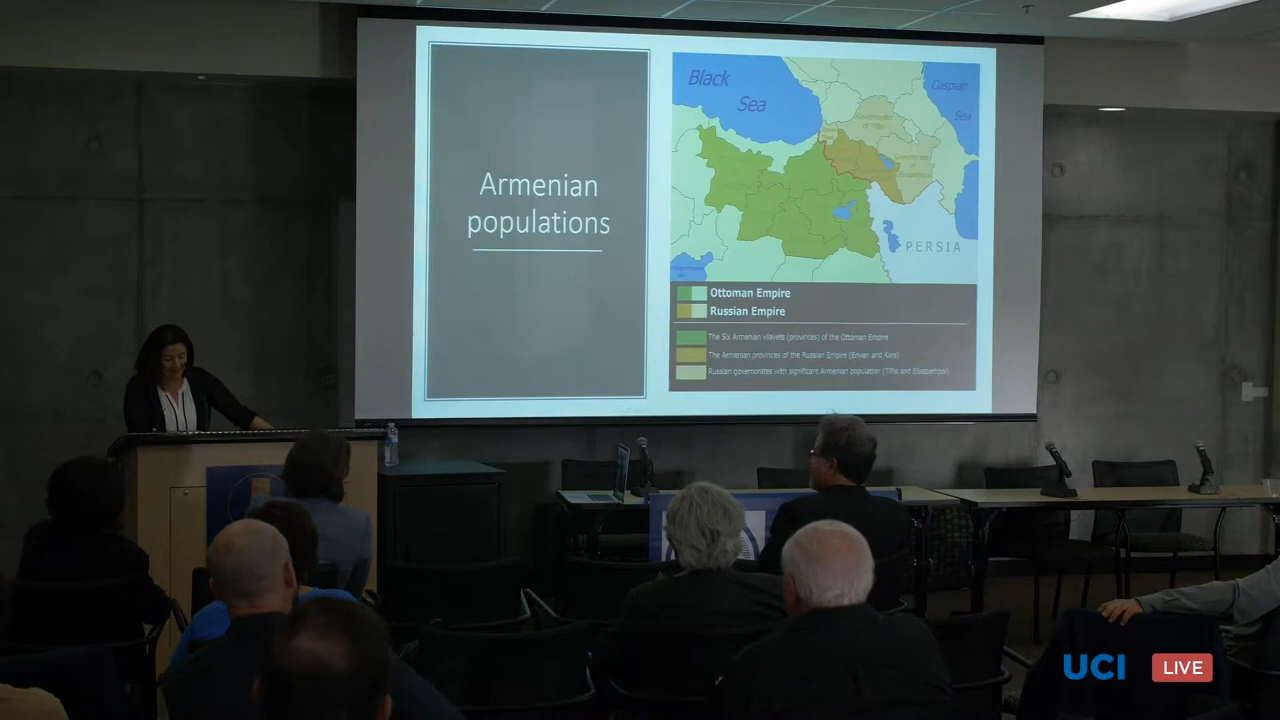 Armenian
populations
Black
Sea
Caspian
Sea
PERSIA
Ottoman Empire
Russian Empire
The Six Armenian vilayets (provinces) of the Ottoman Empire
The Armenian provinces of the Russian Empire (Erivan and Kars)
Russian governorates with significant Armenian population (Tiflis and Elisabethpol)
UCI
LIVE